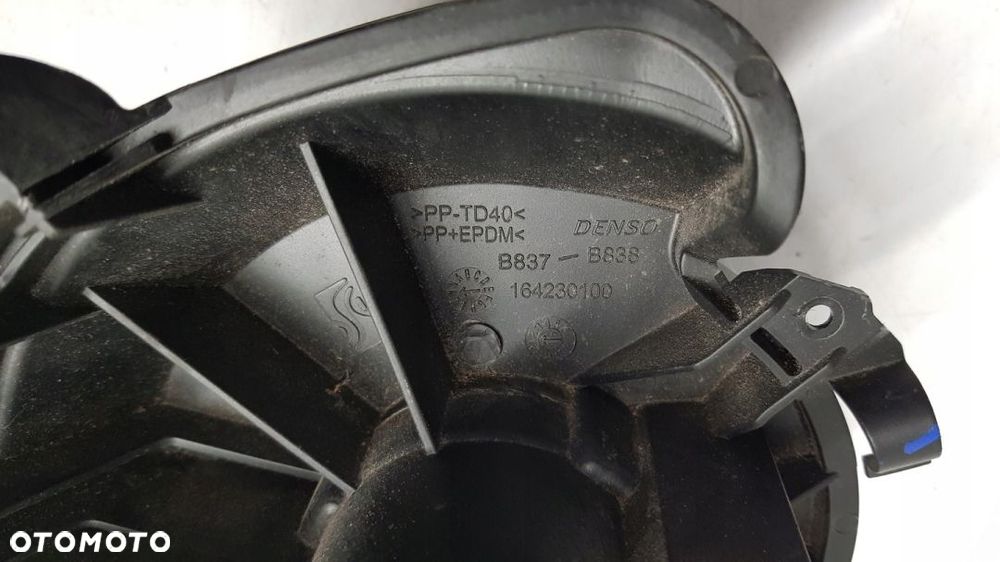 >PP-TD40<
>PP+EPDM<
DENSO
B837 - B838
164230100
OTOMOTO